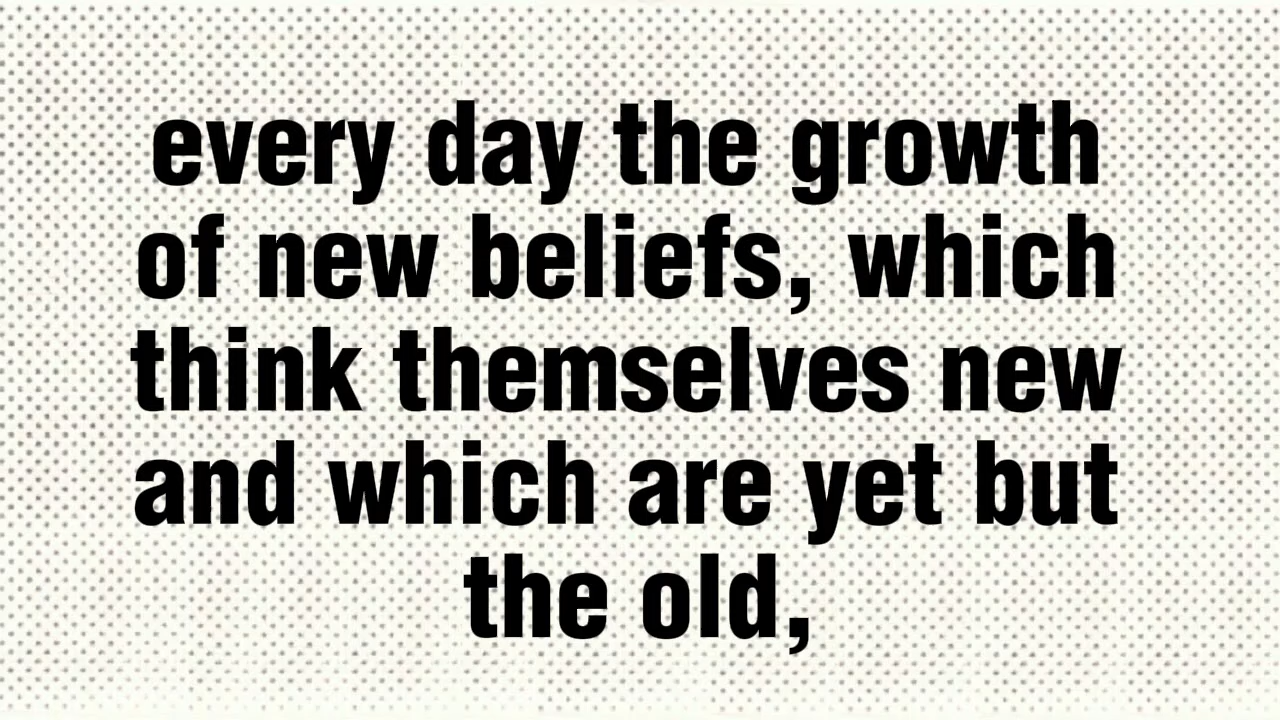 every day the growth
of new beliefs, which
think themselves new
and which are yet but
the old,